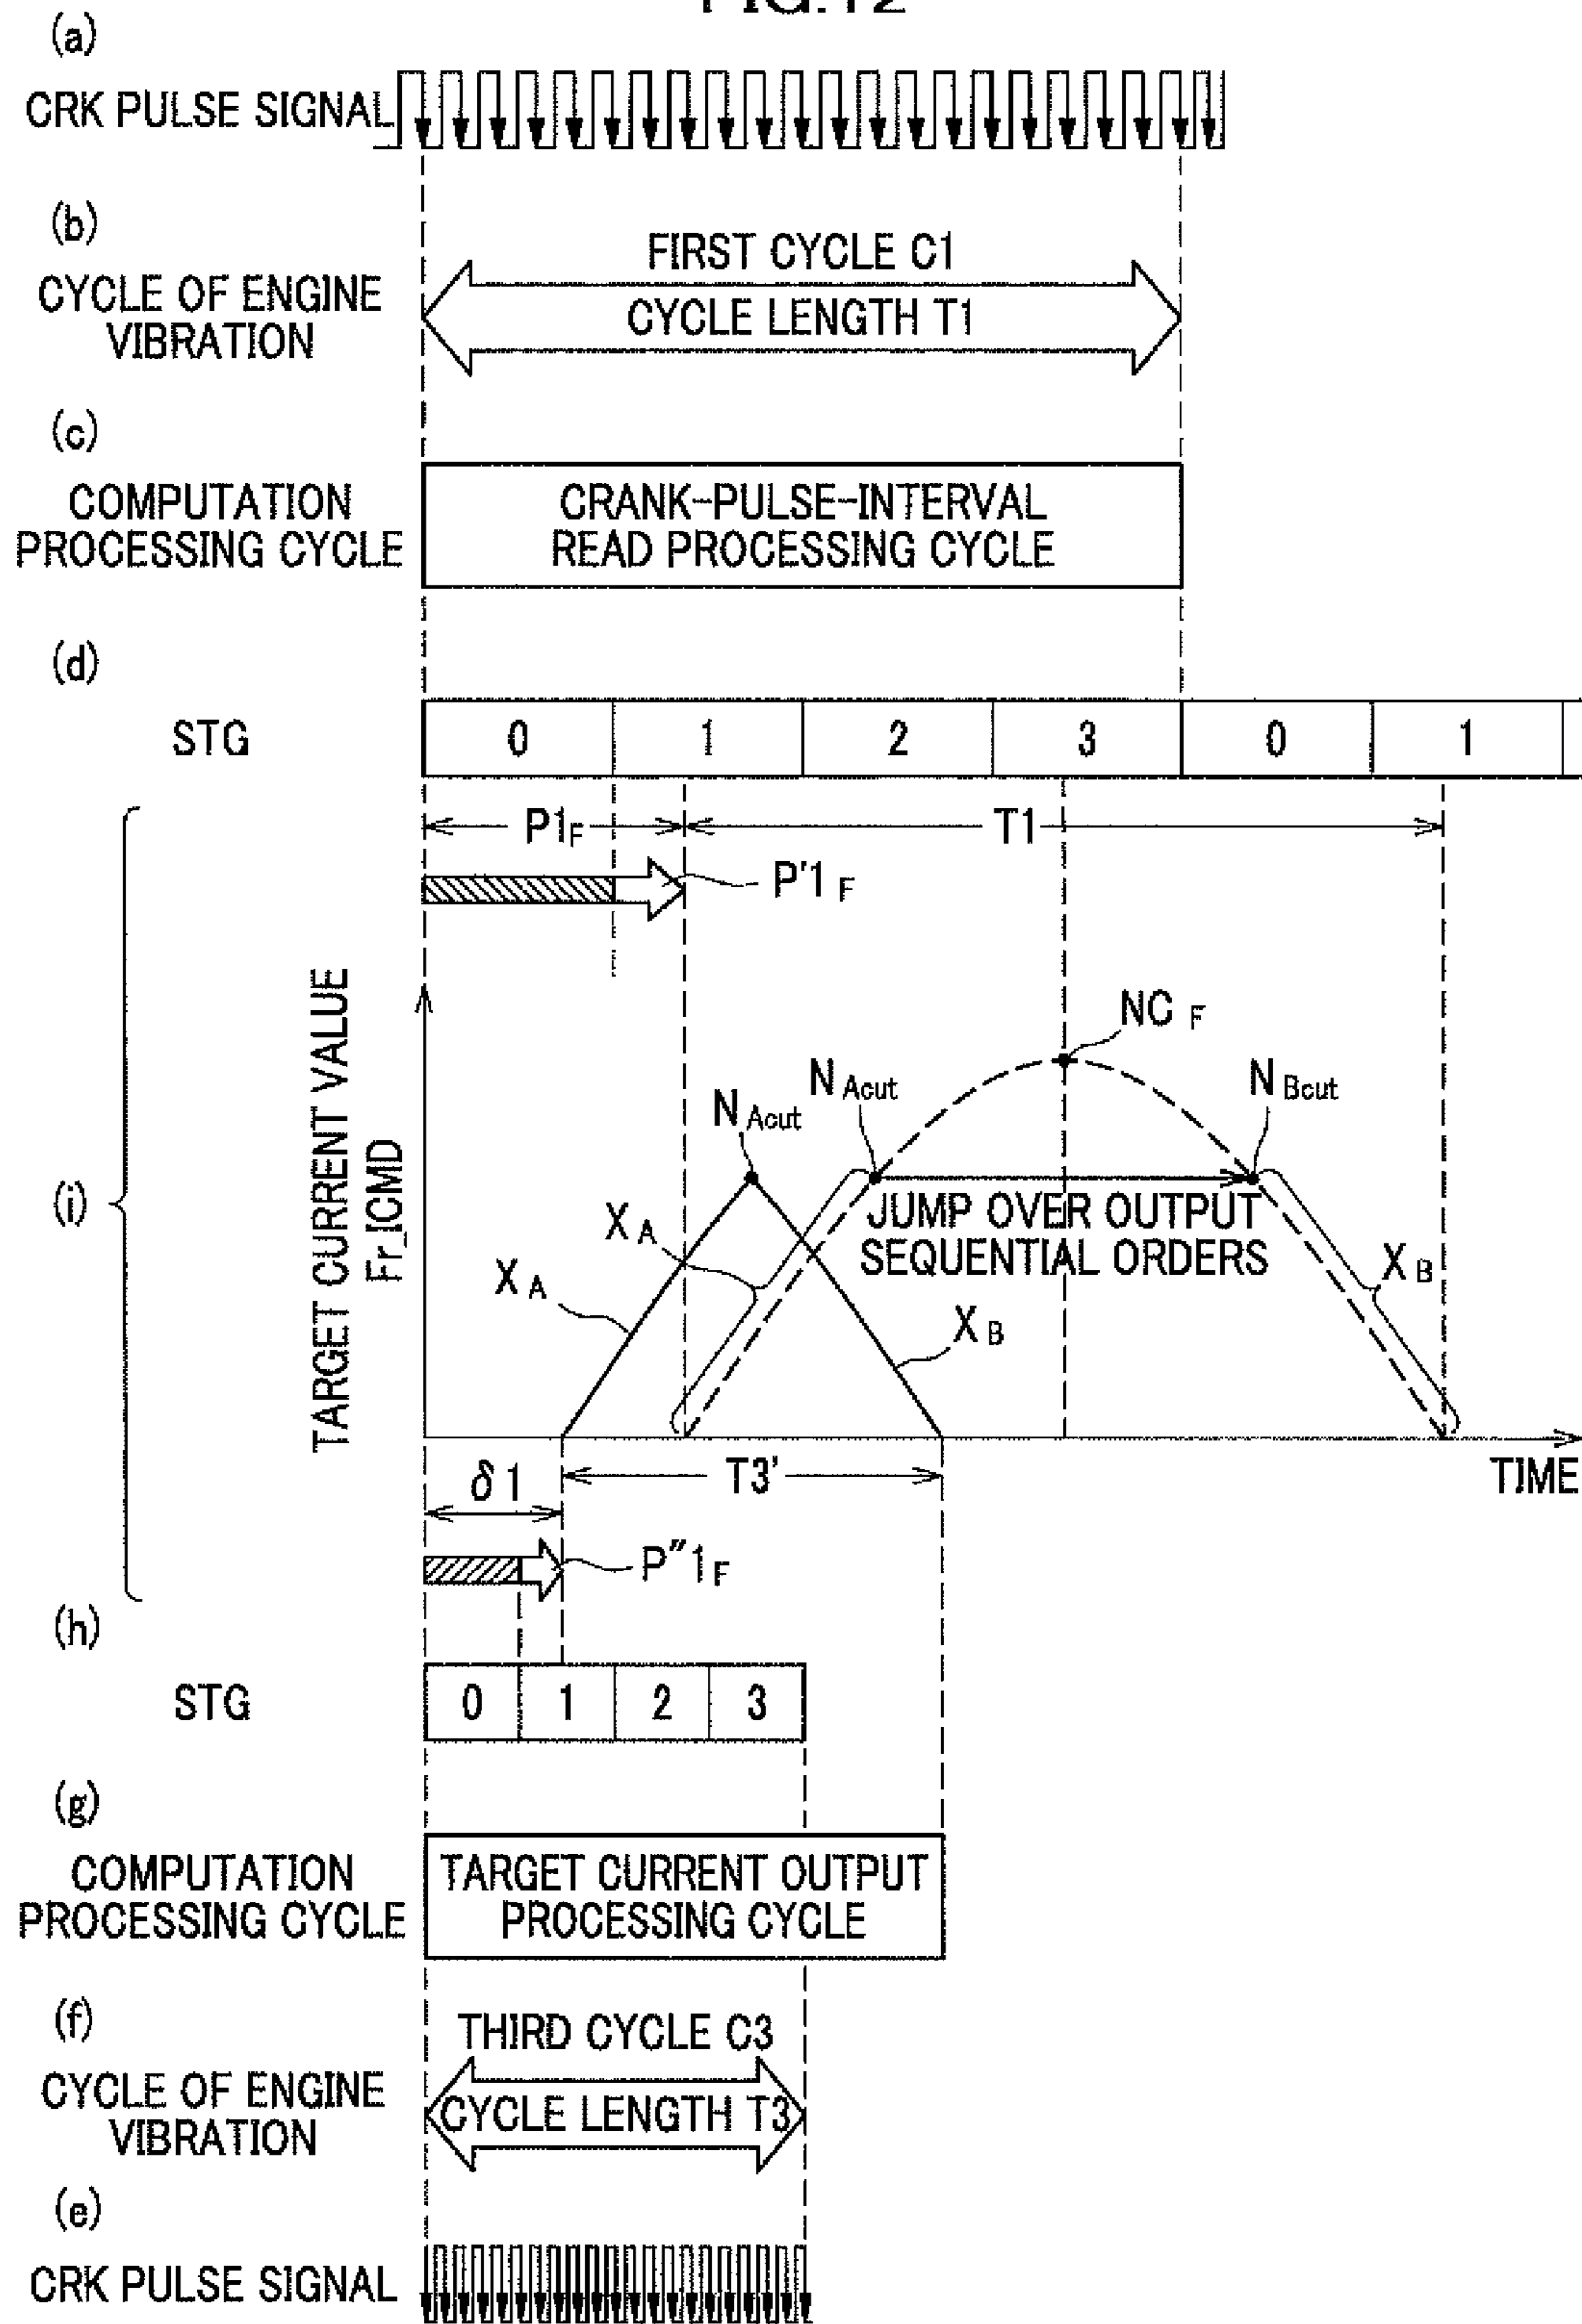 FIG.12
(a)
CRK PULSE SIGNAL
(b)
CYCLE OF ENGINE
VIBRATION
FIRST CYCLE C1
CYCLE LENGTH T1
(c)
COMPUTATION
PROCESSING CYCLE
CRANK-PULSE-INTERVAL
READ PROCESSING CYCLE
(d)
STG
0 1 2 3 0 1
(i)
P1F
T1
P'1F
TARGET CURRENT VALUE
Fr_ICMD
NCF
NAcut
NAcut
NBcut
JUMP OVER OUTPUT
SEQUENTIAL ORDERS
XA
XA
XB
XB
TIME
δ1
T3'
P"1F
(h)
STG
0 1 2 3
(g)
COMPUTATION
PROCESSING CYCLE
TARGET CURRENT OUTPUT
PROCESSING CYCLE
(f)
CYCLE OF ENGINE
VIBRATION
THIRD CYCLE C3
CYCLE LENGTH T3
(e)
CRK PULSE SIGNAL